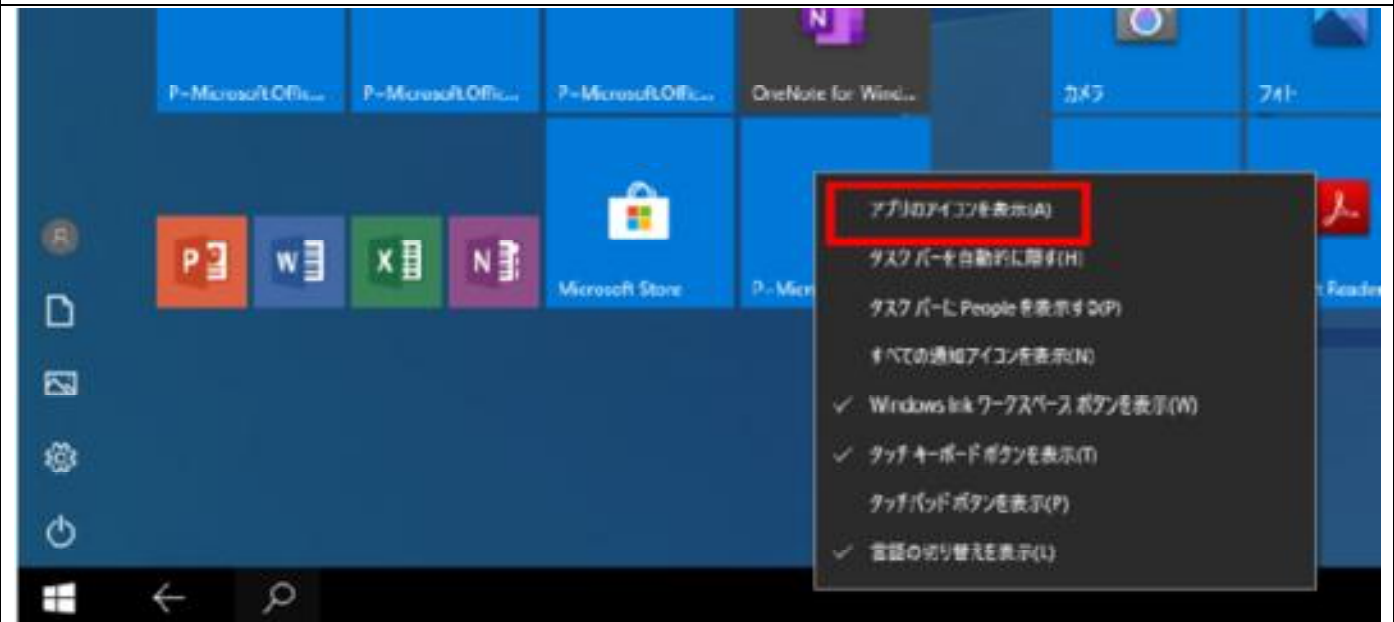 P-Microsoft.Offic...
P-Microsoft.Offic...
P-Microsoft.Offic...
OneNote for Wind...
カメラ
フォト
Microsoft Store
P-Micr
t Reader
アプリのアイコンを表示(A)
タスク バーを自動的に隠す(H)
タスク バーに People を表示する(P)
すべての通知アイコンを表示(N)
Windows Ink ワークスペース ボタンを表示(W)
タッチ キーボード ボタンを表示(T)
タッチパッド ボタンを表示(P)
言語の切り替えを表示(L)